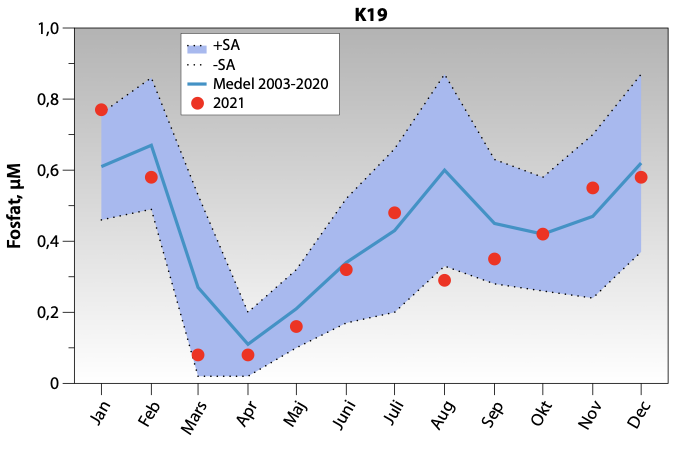 K19
1,0
0,8
0,6
0,4
0,2
0
Fosfat, µM
+SA
-SA
Medel 2003-2020
2021
Jan
Feb
Mars
Apr
Maj
Juni
Juli
Aug
Sep
Okt
Nov
Dec